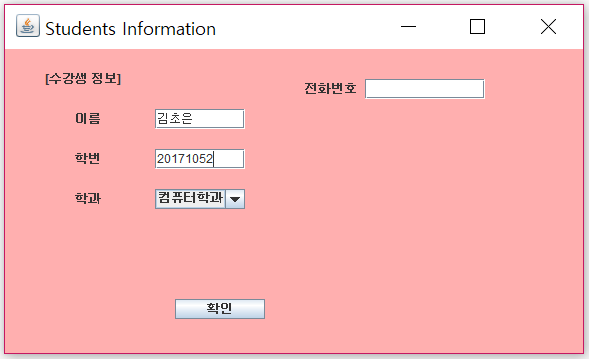 Students Information
[수강생 정보]
전화번호
이름 김초은
학번 20171052
학과 컴퓨터학과
확인